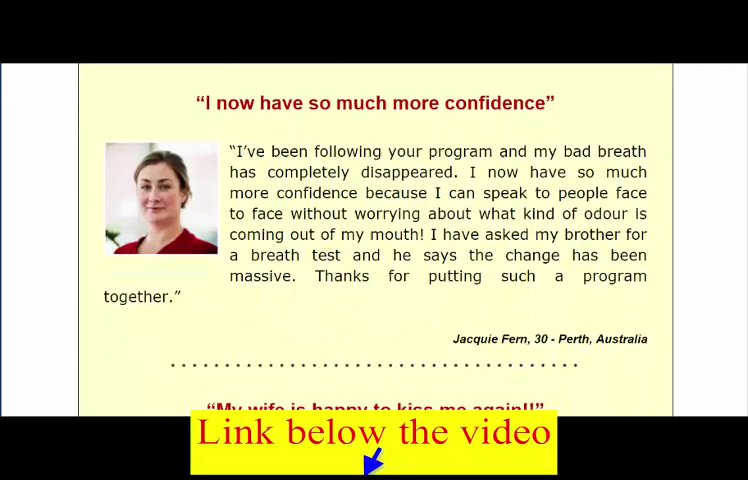 “I now have so much more confidence”
“I’ve been following your program and my bad breath
has completely disappeared. I now have so much
more confidence because I can speak to people face
to face without worrying about what kind of odour is
coming out of my mouth! I have asked my brother for
a breath test and he says the change has been
massive. Thanks for putting such a program
together.”
Jacquie Fern, 30 - Perth, Australia
“My wife is happy to kiss me again!!”
Link below the video